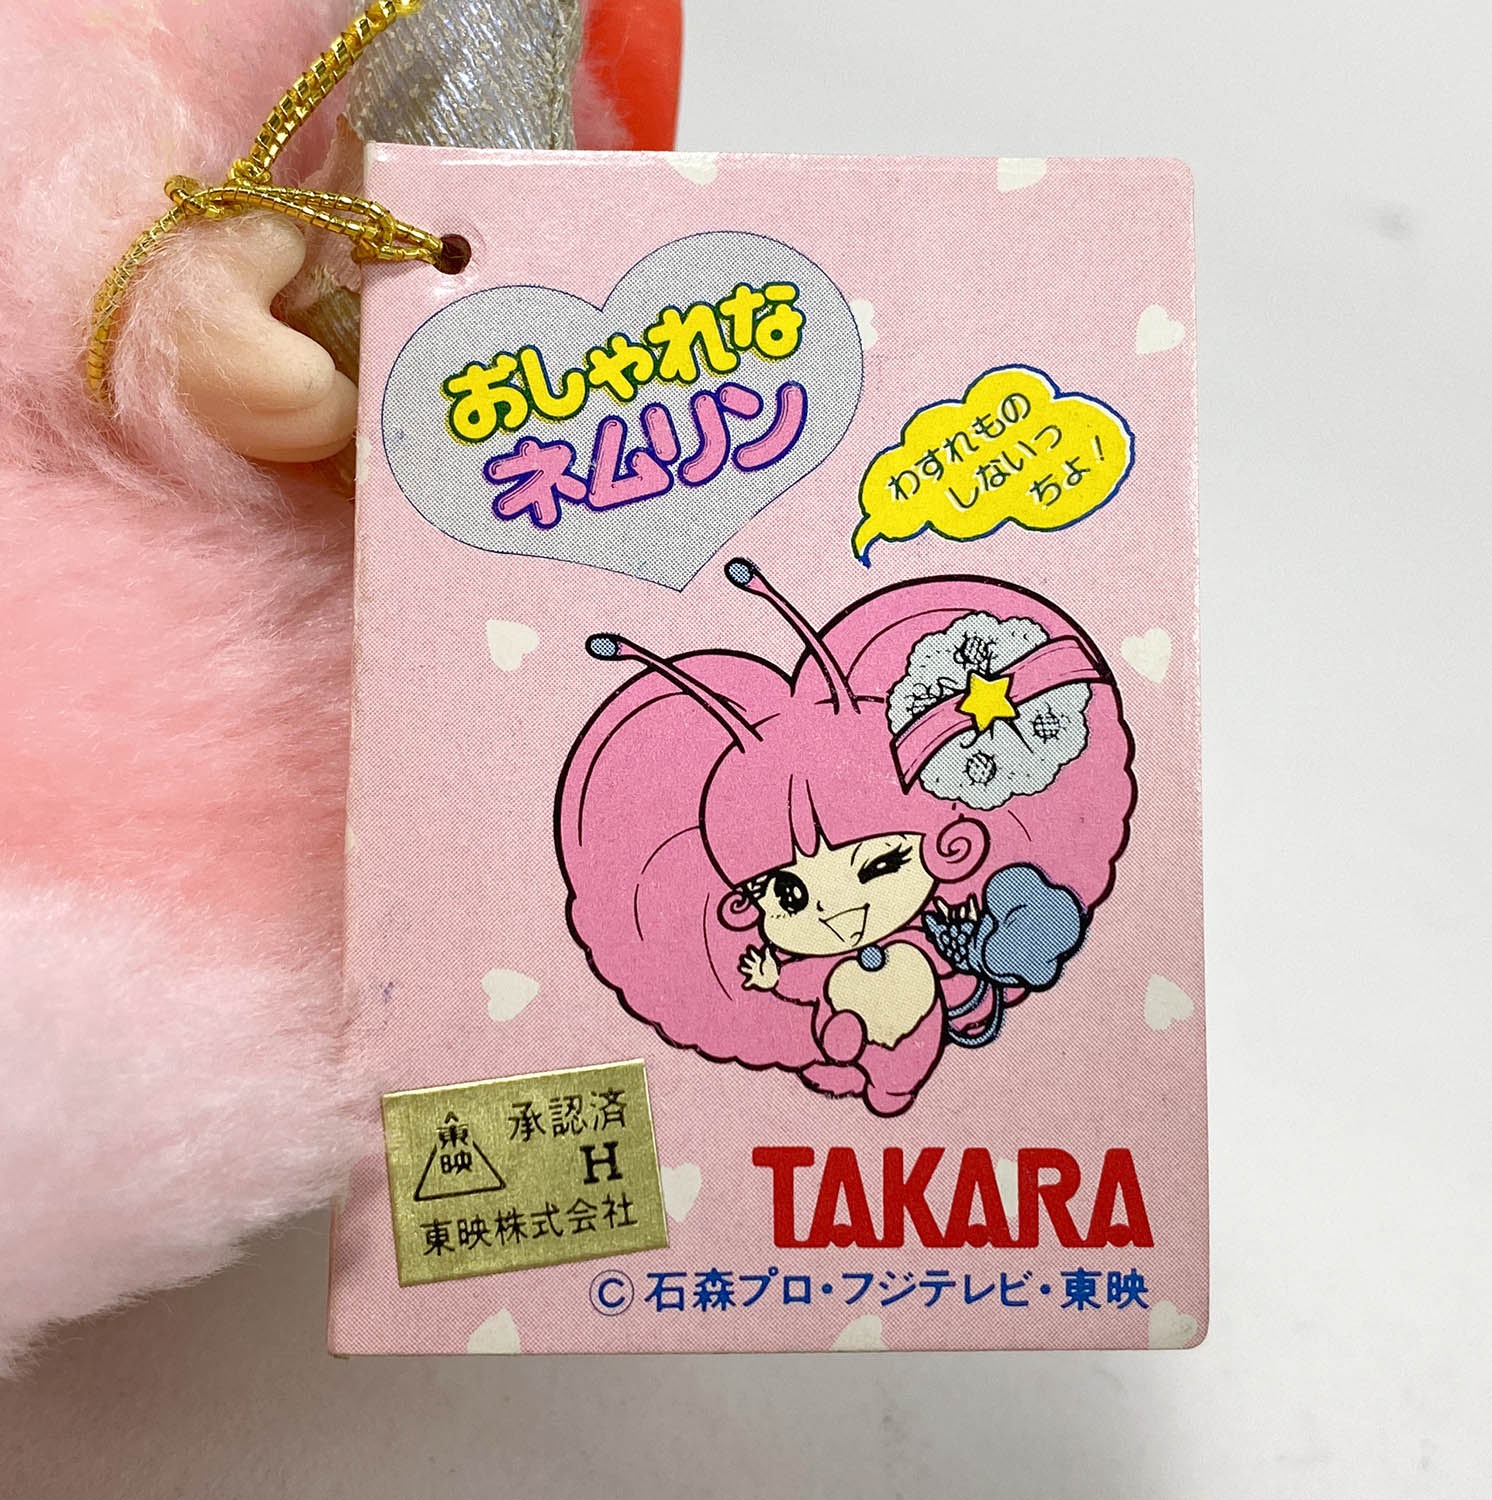 おしゃれな
ネムリン
わすれもの
しないっ
ちよ!
東
映
承認済
H
東映株式会社
TAKARA
©石森プロ・フジテレビ・東映